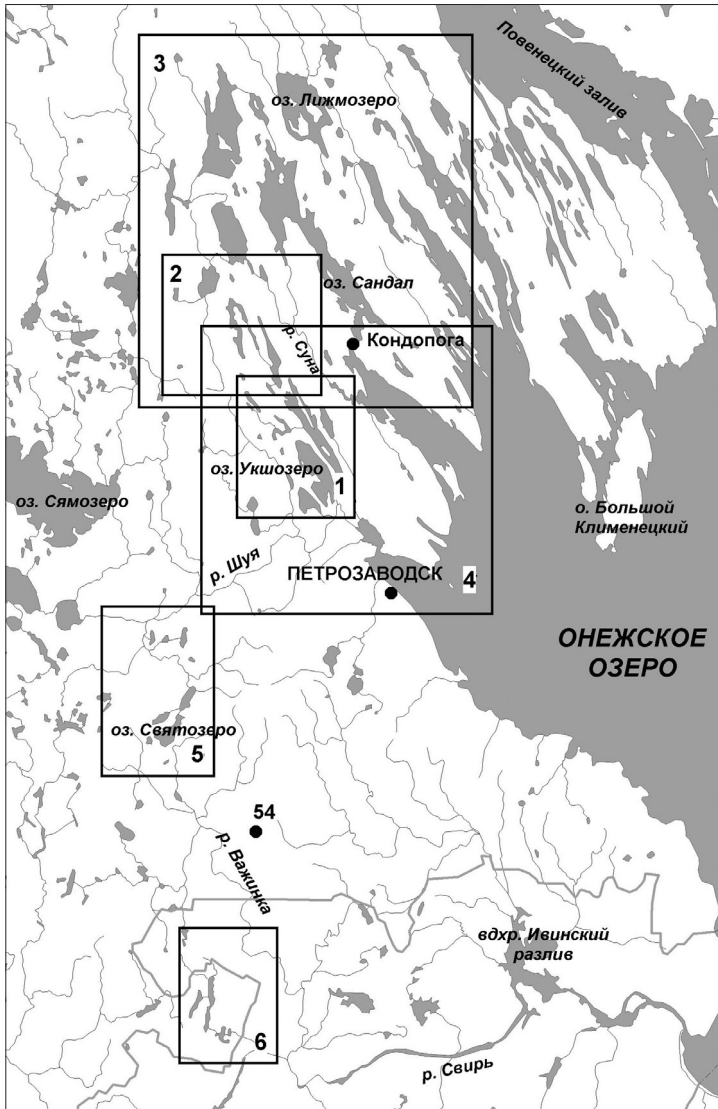 Повенецкий залив
3
оз. Лижмозеро
2
оз. Сандал
р. Суна
Кондопога
оз. Укшозеро
1
оз. Сямозеро
о. Большой
Клименецкий
р. Шуя
ПЕТРОЗАВОДСК
4
ОНЕЖСКОЕ
ОЗЕРО
оз. Святозеро
5
54
р. Важинка
вдхр. Ивинский
разлив
6
р. Свирь